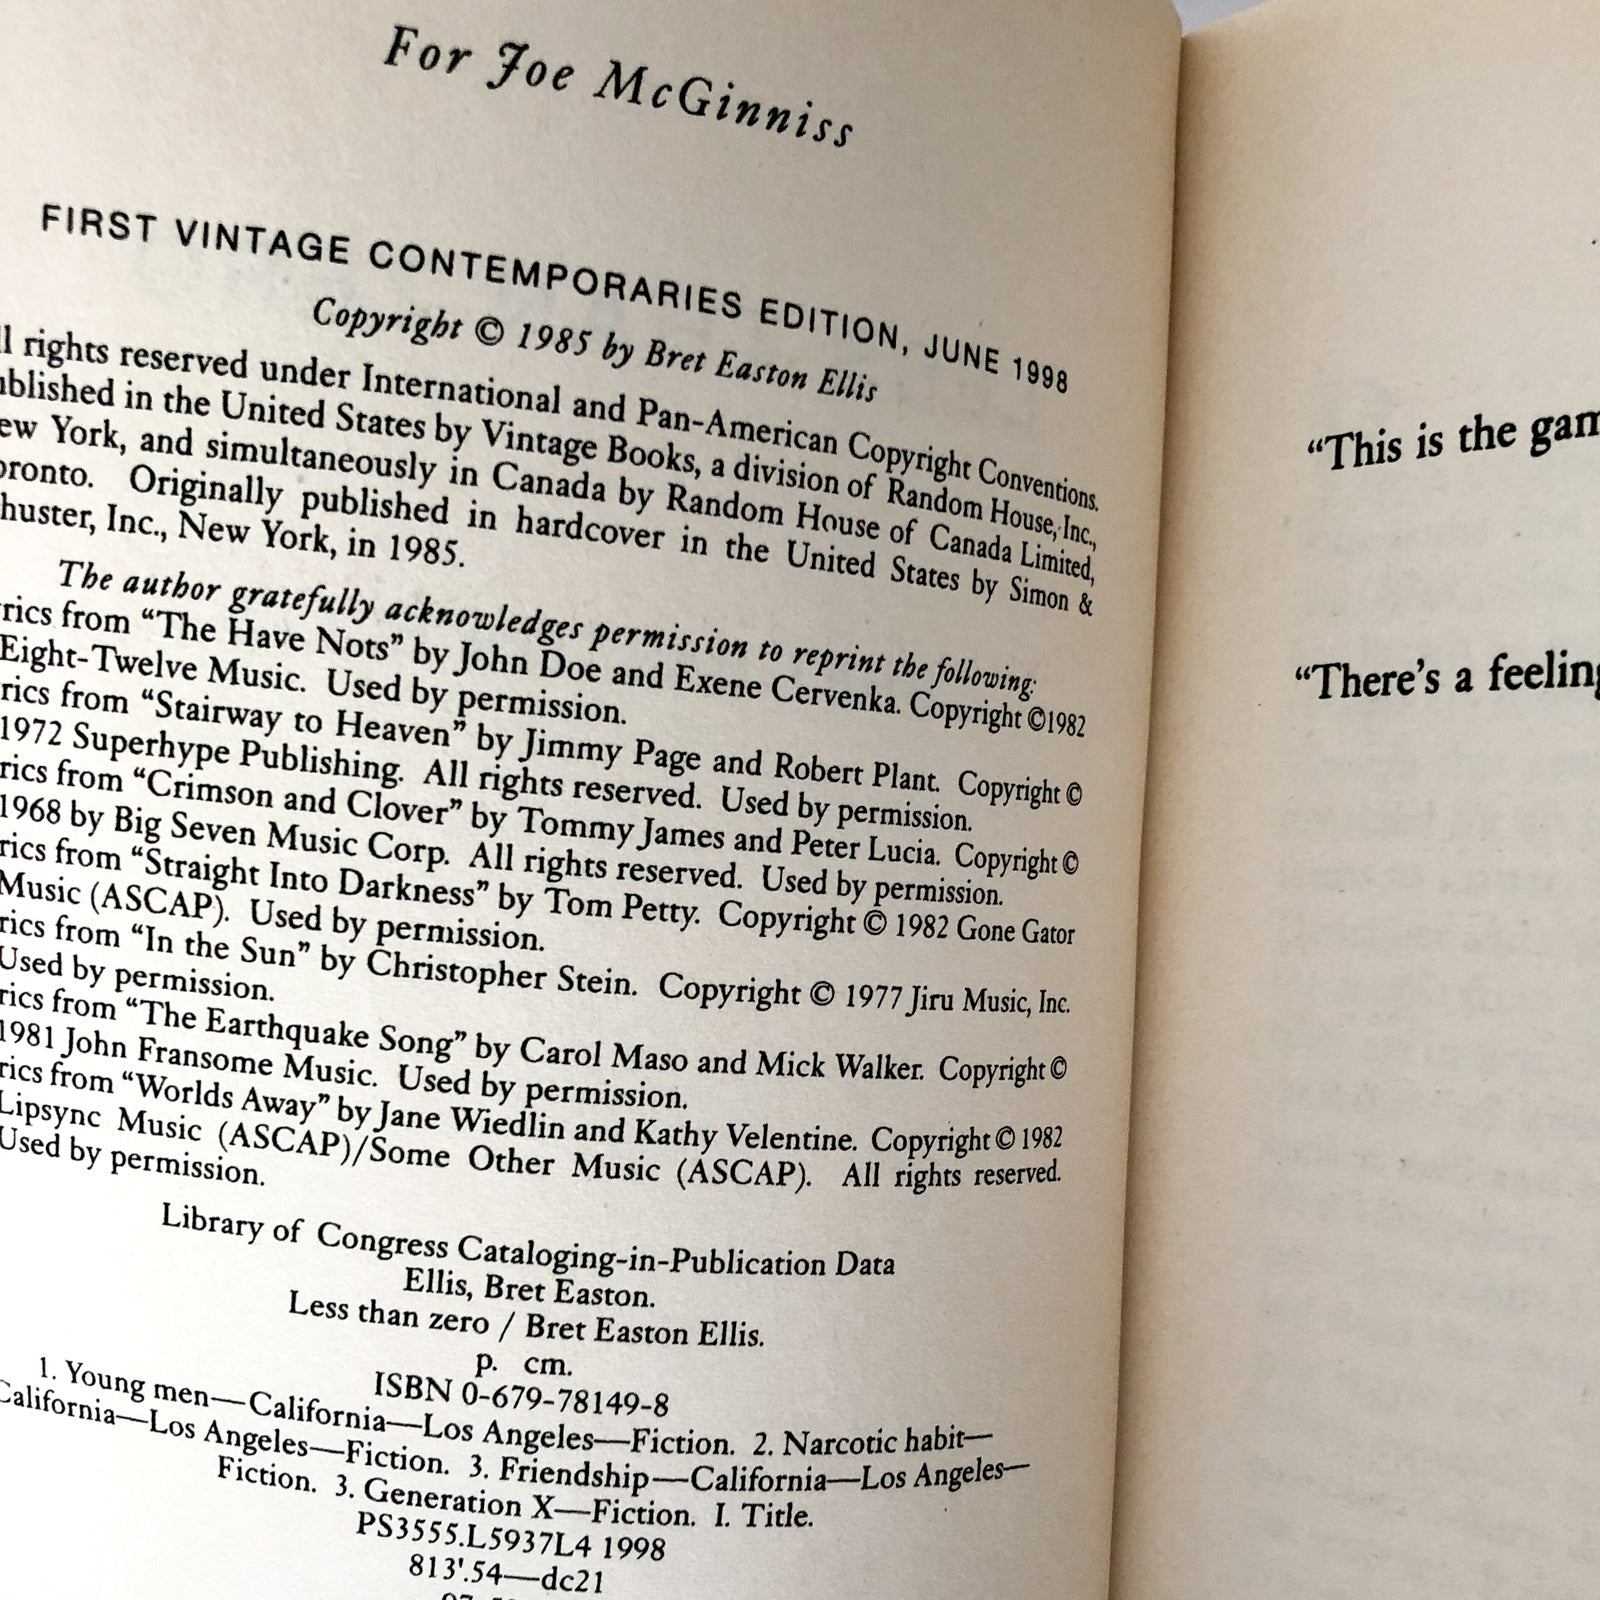 For Joe McGinniss
FIRST VINTAGE CONTEMPORARIES EDITION, JUNE 1998
Copyright © 1985 by Bret Easton Ellis
ll rights reserved under International and Pan-American Copyright Conventions.
ublished in the United States by Vintage Books, a division of Random House, Inc.,
ew York, and simultaneously in Canada by Random House of Canada Limited,
oronto. Originally published in hardcover in the United States by Simon &
huster, Inc., New York, in 1985.
The author gratefully acknowledges permission to reprint the following:
rics from “The Have Nots” by John Doe and Exene Cervenka. Copyright ©1982
Eight-Twelve Music. Used by permission.
rics from “Stairway to Heaven” by Jimmy Page and Robert Plant. Copyright ©
1972 Superhype Publishing. All rights reserved. Used by permission.
rics from “Crimson and Clover” by Tommy James and Peter Lucia. Copyright ©
1968 by Big Seven Music Corp. All rights reserved. Used by permission.
rics from “Straight Into Darkness” by Tom Petty. Copyright © 1982 Gone Gator
Music (ASCAP). Used by permission.
rics from “In the Sun” by Christopher Stein. Copyright © 1977 Jiru Music, Inc.
Used by permission.
rics from “The Earthquake Song” by Carol Maso and Mick Walker. Copyright ©
1981 John Fransome Music. Used by permission.
rics from “Worlds Away” by Jane Wiedlin and Kathy Velentine. Copyright © 1982
Lipsync Music (ASCAP)/Some Other Music (ASCAP). All rights reserved.
Used by permission.
Library of Congress Cataloging-in-Publication Data
Ellis, Bret Easton.
Less than zero / Bret Easton Ellis.
p. cm.
ISBN 0-679-78149-8
1. Young men—California—Los Angeles—Fiction. 2. Narcotic habit—
California—Los Angeles—Fiction. 3. Friendship—California—Los Angeles—
Fiction. 3. Generation X—Fiction. I. Title.
PS3555.L5937L4 1998
813'.54—dc21
“This is the gam
“There’s a feeling